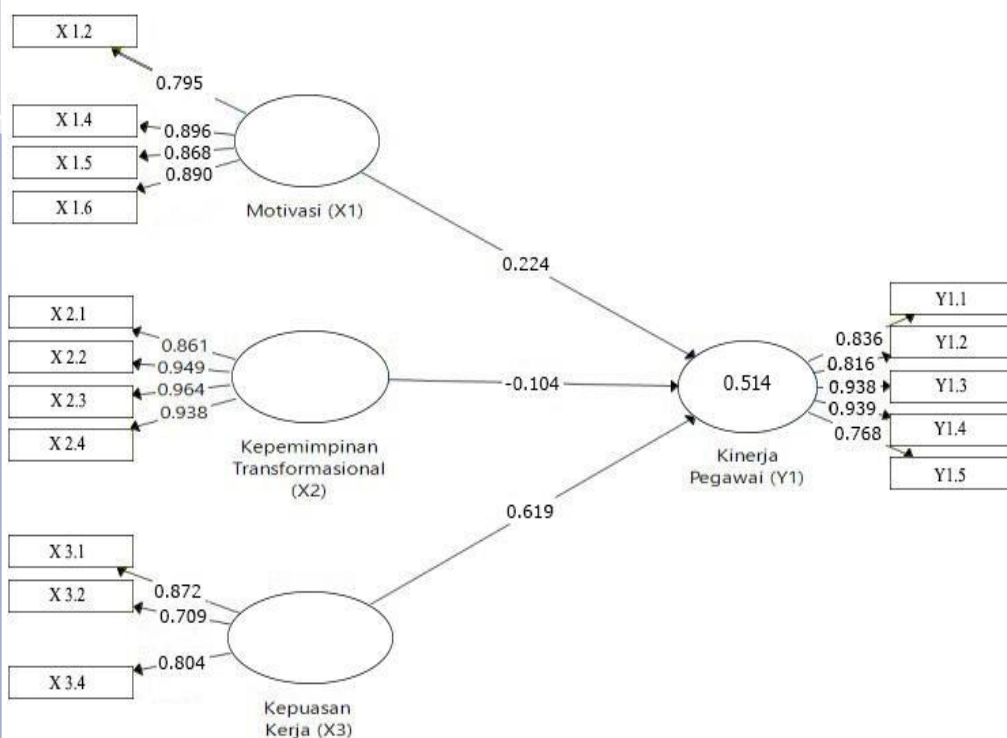 X 1.2
0.795
X 1.4
0.896
X 1.5
0.868
0.890
X 1.6
Motivasi (X1)
0.224
X 2.1
0.861
X 2.2
0.949
X 2.3
0.964
0.938
X 2.4
Kepemimpinan
Transformasional
(X2)
-0.104
0.514
Kinerja
Pegawai (Y1)
Y1.1
0.836
Y1.2
0.816
0.938
Y1.3
0.939
Y1.4
0.768
Y1.5
0.619
X 3.1
0.872
X 3.2
0.709
0.804
X 3.4
Kepuasan
Kerja (X3)